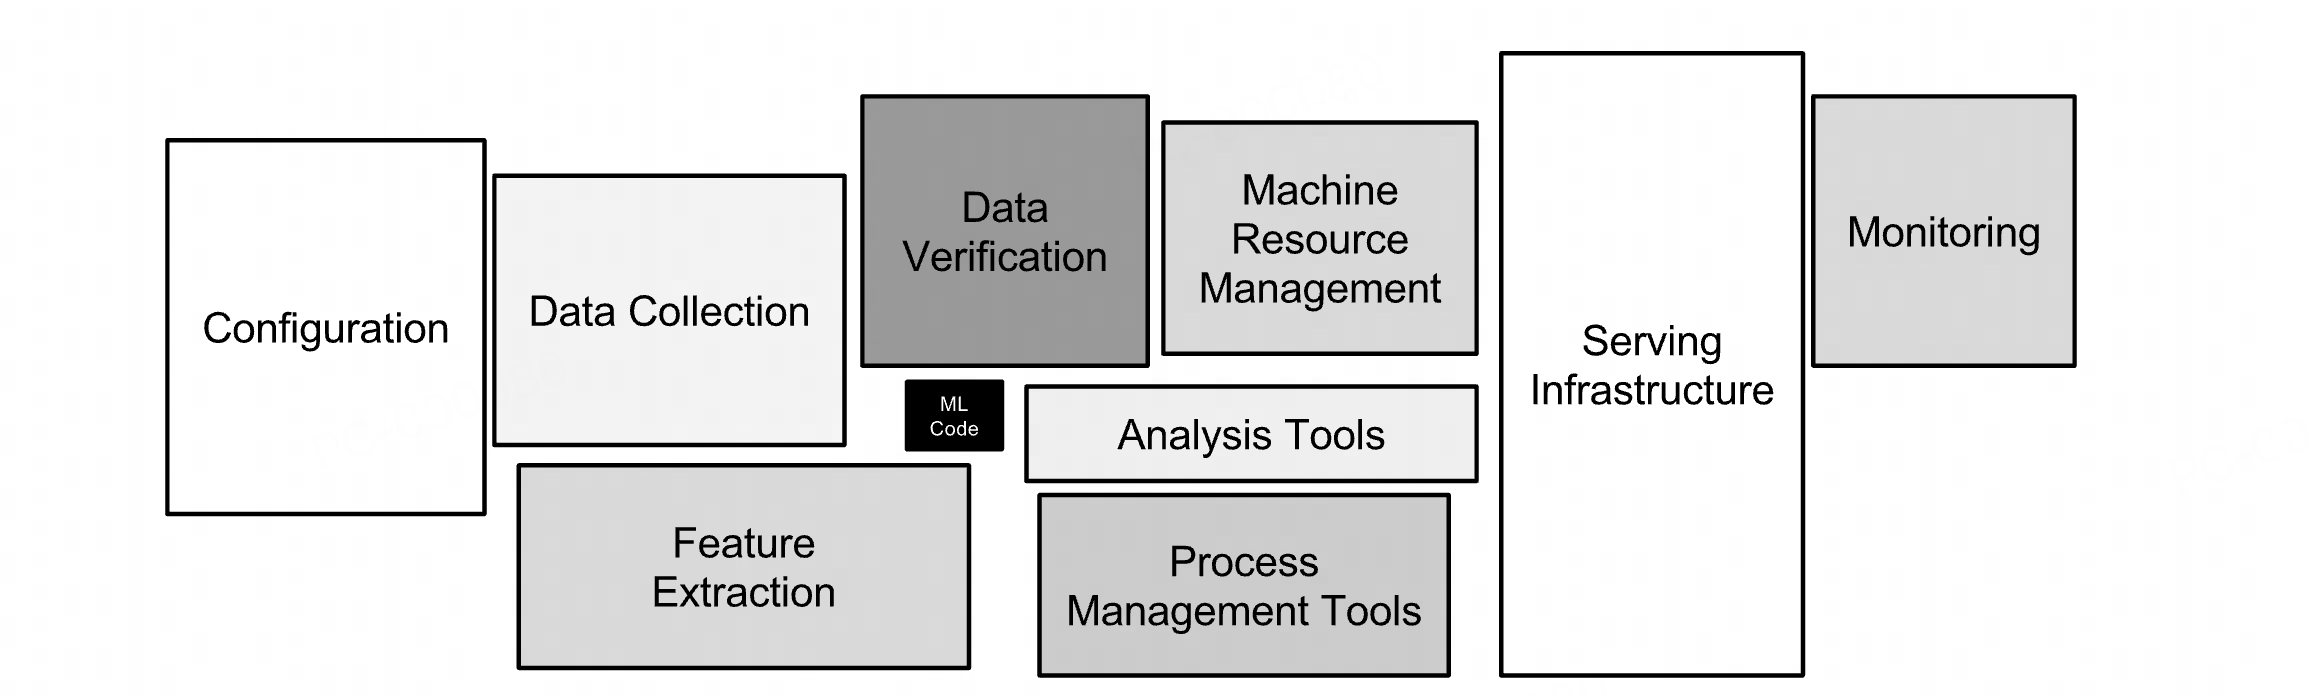 Configuration
Data Collection
Data
Verification
Machine
Resource
Management
Serving
Infrastructure
Monitoring
ML
Code
Analysis Tools
Feature
Extraction
Process
Management Tools